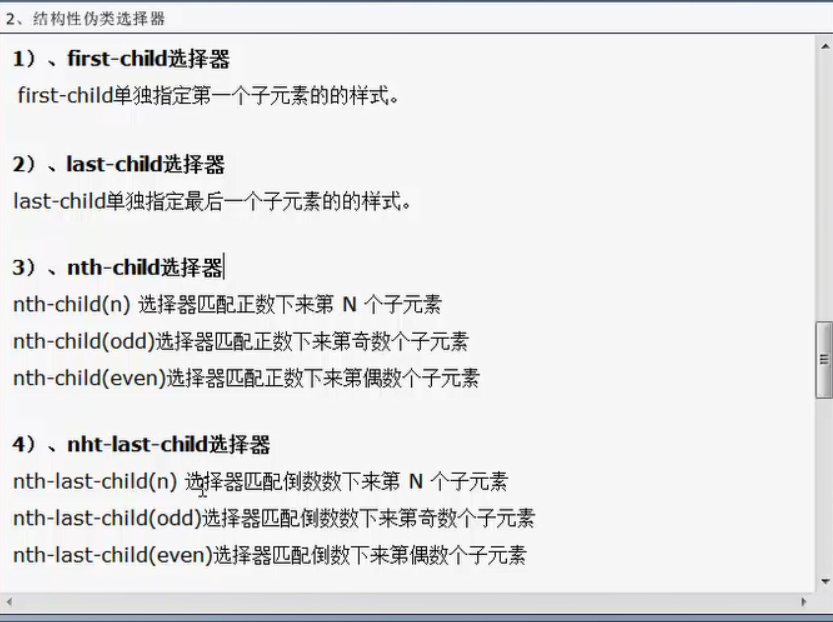 2、结构性伪类选择器
1）、first-child选择器
first-child单独指定第一个子元素的的样式。
2）、last-child选择器
last-child单独指定最后一个子元素的的样式。
3）、nth-child选择器
nth-child(n) 选择器匹配正数下来第 N 个子元素
nth-child(odd)选择器匹配正数下来第奇数个子元素
nth-child(even)选择器匹配正数下来第偶数个子元素
4）、nht-last-child选择器
nth-last-child(n) 选择器匹配倒数数下来第 N 个子元素
nth-last-child(odd)选择器匹配倒数数下来第奇数个子元素
nth-last-child(even)选择器匹配倒数下来第偶数个子元素